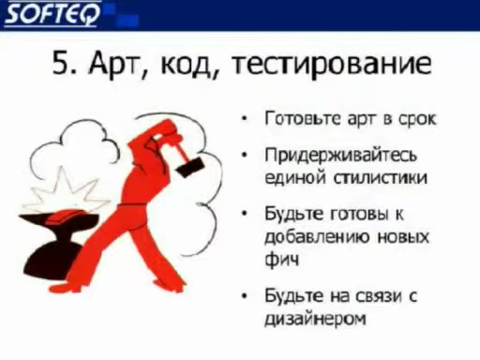 SOFTEQ
5. Арт, код, тестирование
• Готовьте арт в срок
• Придерживайтесь
единой стилистики
• Будьте готовы к
добавлению новых
фич
• Будьте на связи с
дизайнером